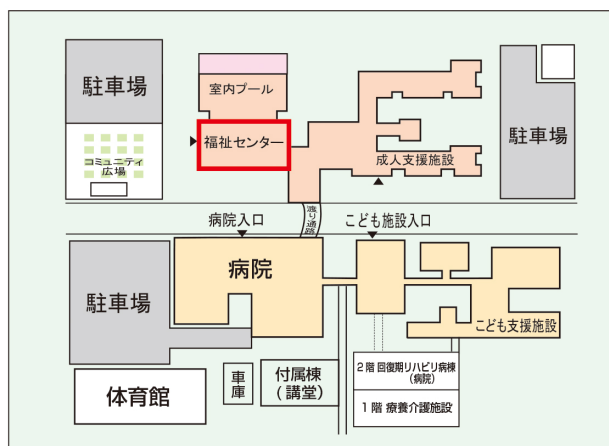 駐車場
室内プール
福祉センター
成人支援施設
駐車場
コミュニティ
広場
渡り通路
病院入口
こども施設入口
病院
駐車場
こども支援施設
車庫
付属棟
(講堂)
2階 回復期リハビリ病棟
(病院)
1階 療養介護施設
体育館